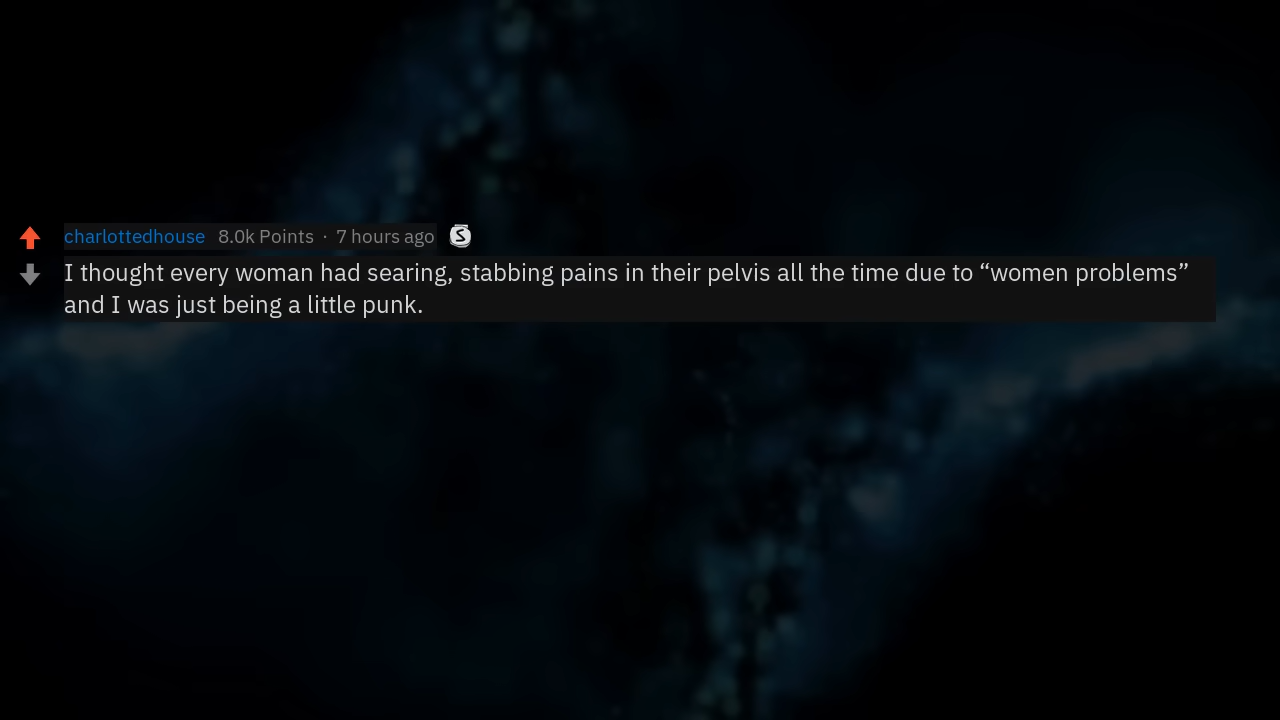 charlottedhouse 8.0k Points · 7 hours ago
I thought every woman had searing, stabbing pains in their pelvis all the time due to “women problems”
and I was just being a little punk.